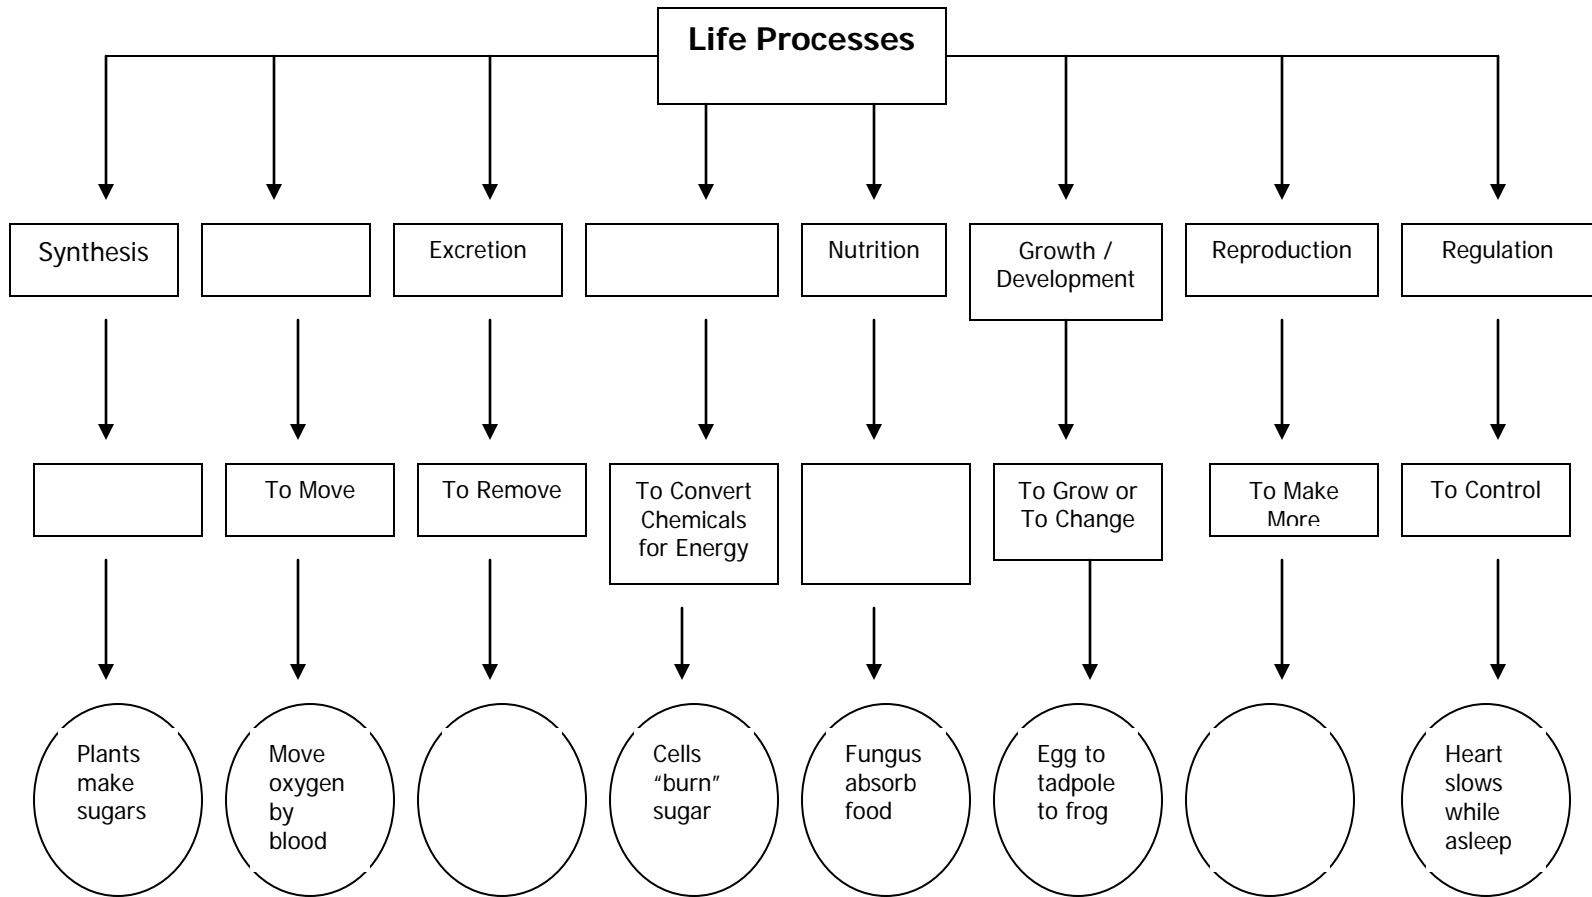 Life Processes
Synthesis
Excretion
Nutrition
Growth /
Development
Reproduction
Regulation
To Move
To Remove
To Convert
Chemicals
for Energy
To Grow or
To Change
To Make
More
To Control
Plants
make
sugars
Move
oxygen
by
blood
Cells
“burn”
sugar
Fungus
absorb
food
Egg to
tadpole
to frog
Heart
slows
while
asleep